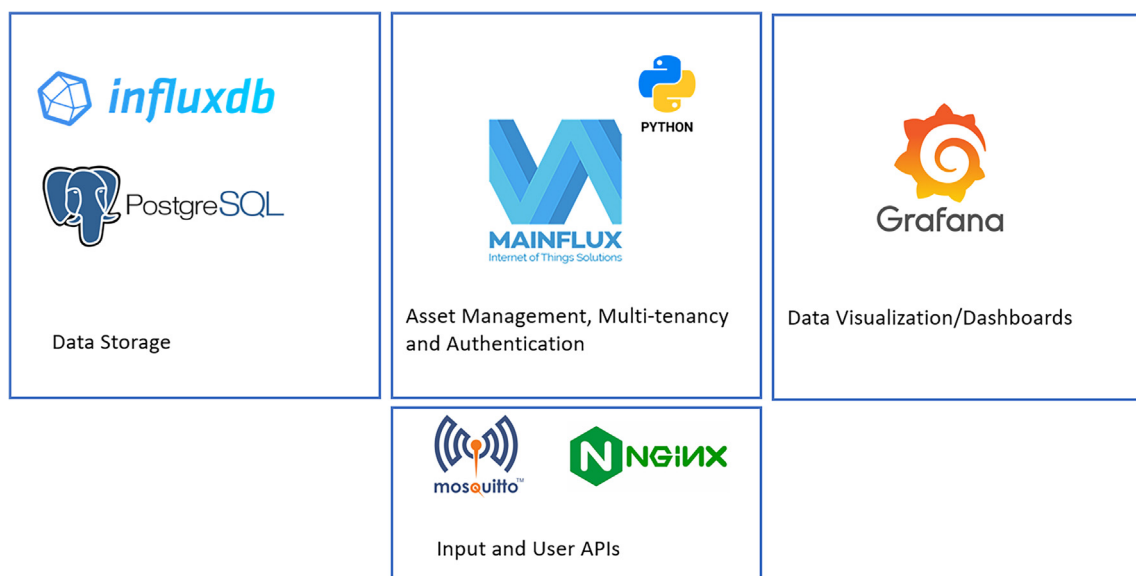 influxdb
PostgreSQL
Data Storage
PYTHON
MAINFLUX
Internet of Things Solutions
Asset Management, Multi-tenancy
and Authentication
Grafana
Data Visualization/Dashboards
mosquitto™
N NGiNX
Input and User APIs